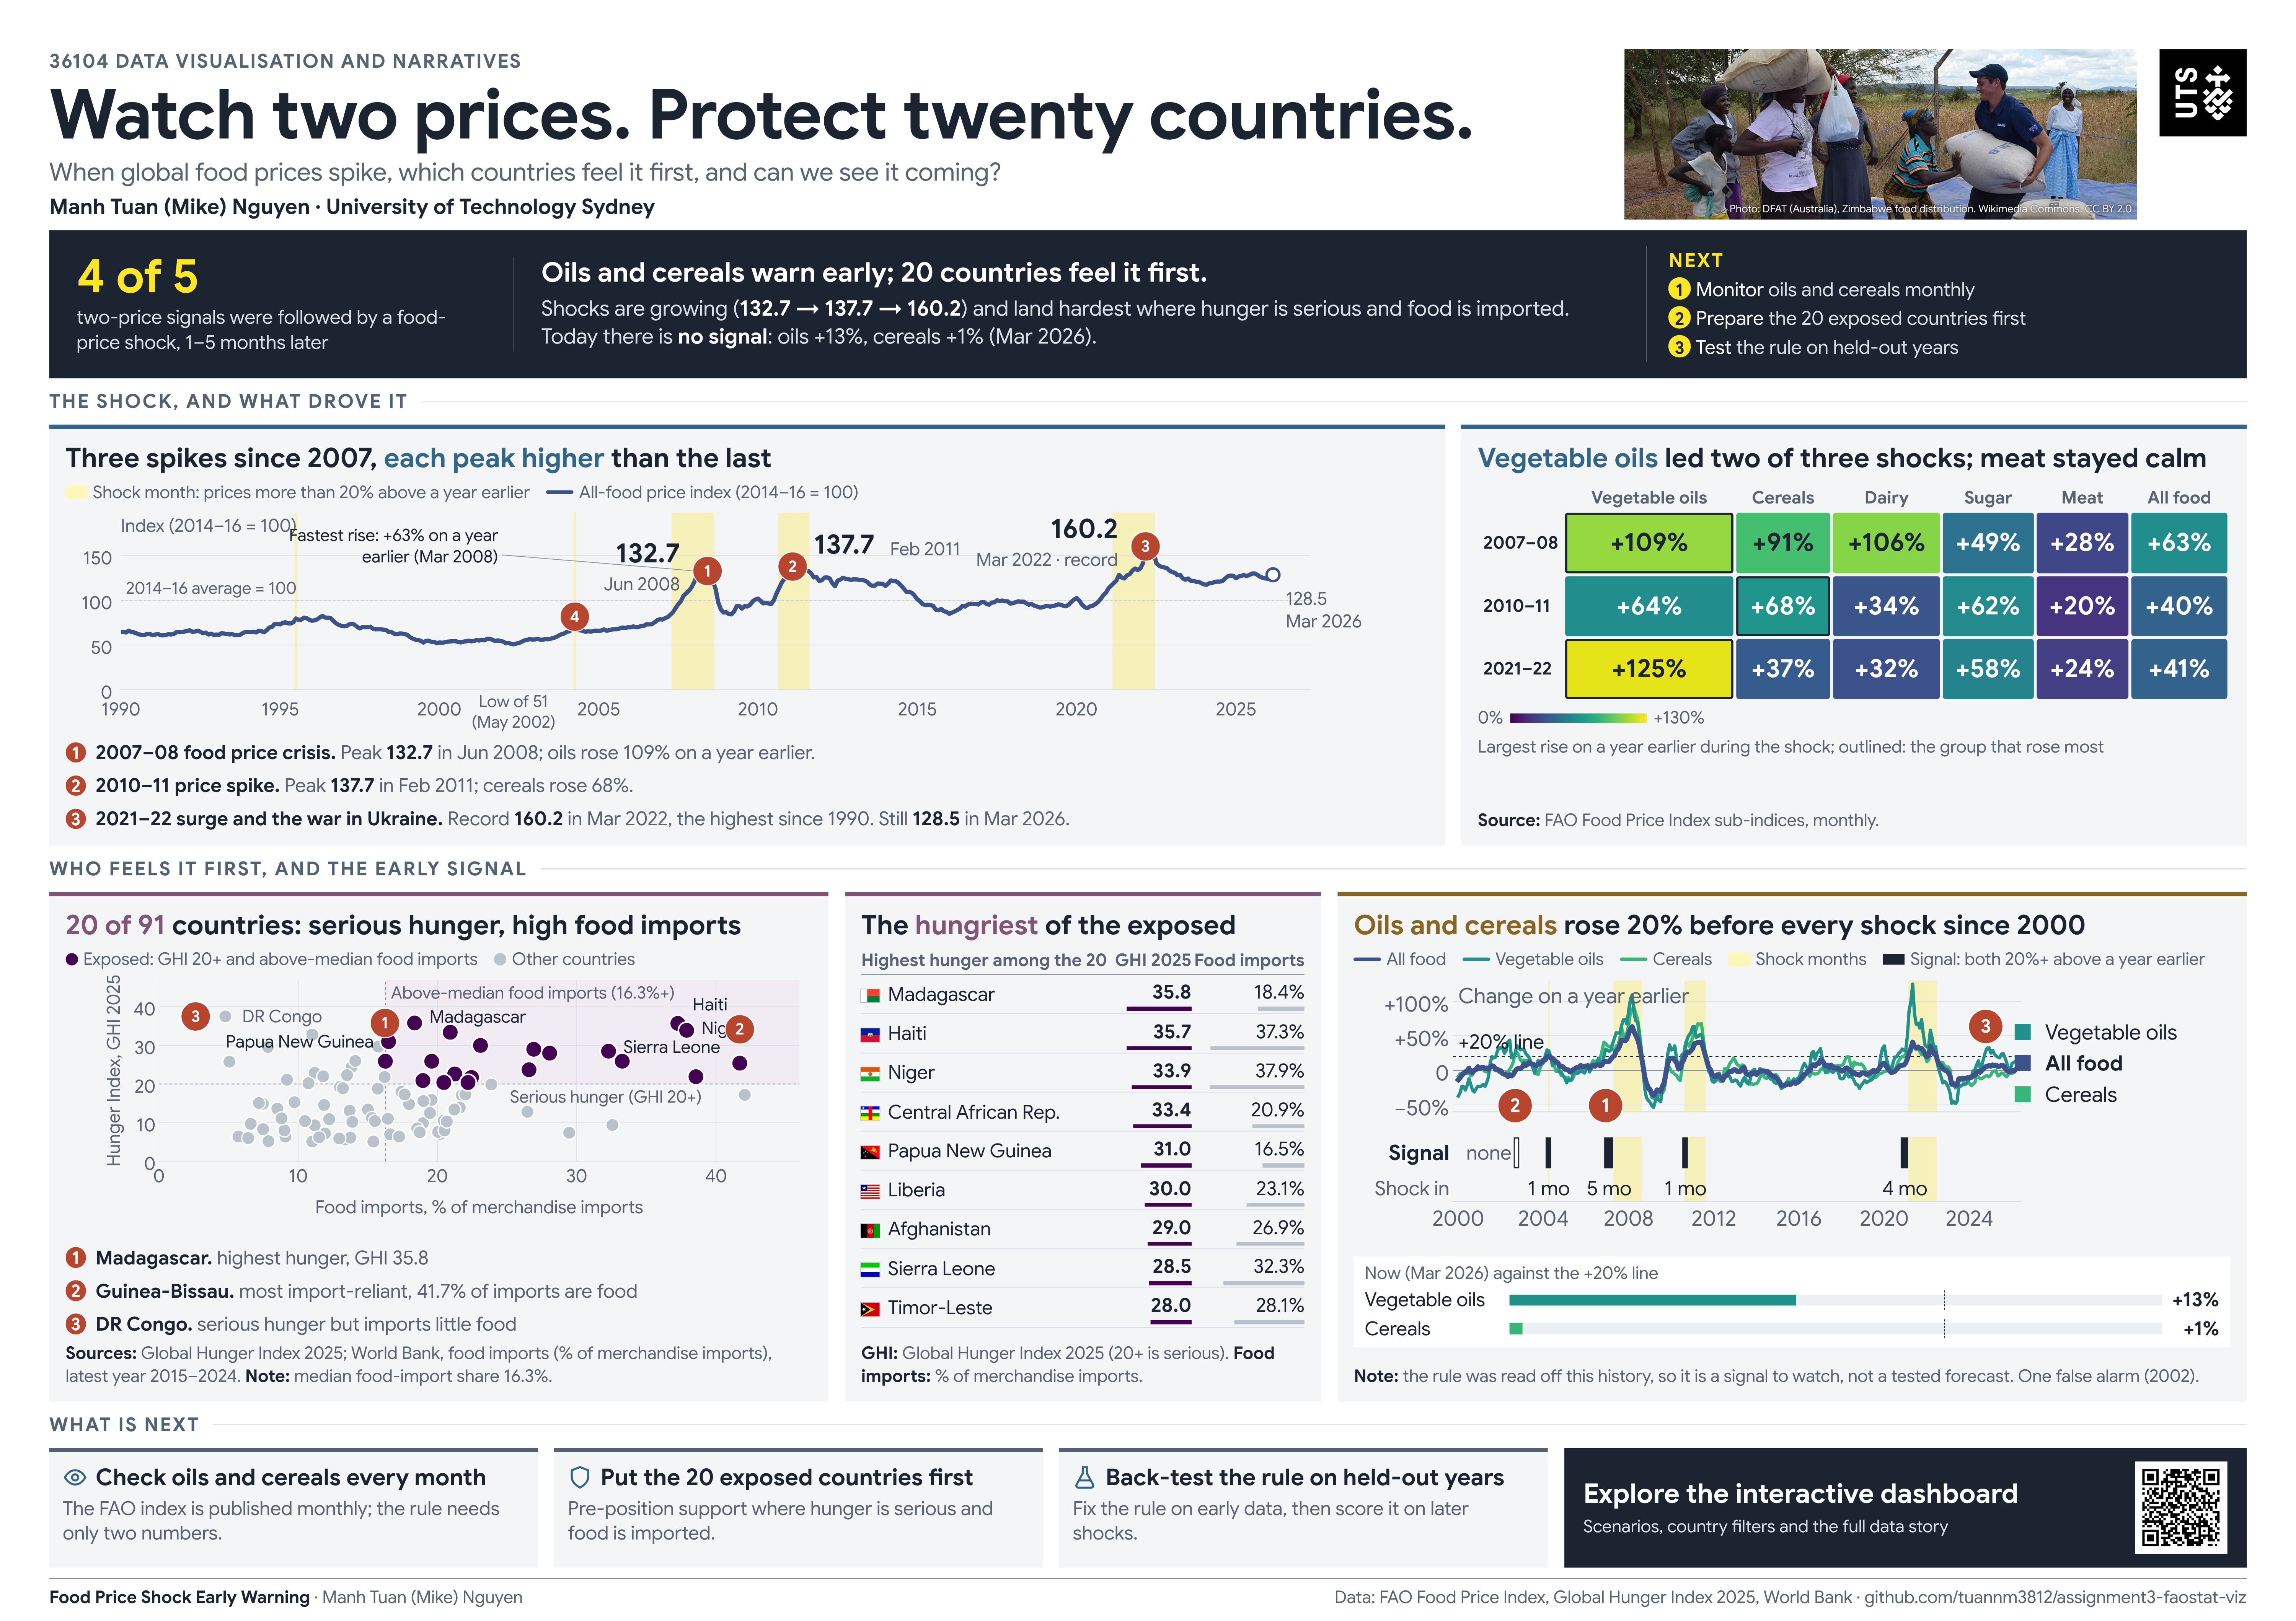 36104 DATA VISUALISATION AND NARRATIVES
Watch two prices. Protect twenty countries.
When global food prices spike, which countries feel it first, and can we see it coming?
Manh Tuan (Mike) Nguyen · University of Technology Sydney
Photo: DFAT (Australia), Zimbabwe food distribution. Wikimedia Commons, CC BY 2.0
UTS
4 of 5
two-price signals were followed by a food-
price shock, 1–5 months later
Oils and cereals warn early; 20 countries feel it first.
Shocks are growing (132.7 → 137.7 → 160.2) and land hardest where hunger is serious and food is imported.
Today there is no signal: oils +13%, cereals +1% (Mar 2026).
NEXT
1 Monitor oils and cereals monthly
2 Prepare the 20 exposed countries first
3 Test the rule on held-out years
THE SHOCK, AND WHAT DROVE IT
Three spikes since 2007, each peak higher than the last
Shock month: prices more than 20% above a year earlier All-food price index (2014–16 = 100)
Index (2014–16 = 100)
Fastest rise: +63% on a year
earlier (Mar 2008)
132.7
Jun 2008
137.7 Feb 2011
160.2
Mar 2022 · record
1
2
3
4
2014–16 average = 100
128.5
Mar 2026
150
100
50
0
1990 1995 2000 2005 2010 2015 2020 2025
Low of 51
(May 2002)
1 2007–08 food price crisis. Peak 132.7 in Jun 2008; oils rose 109% on a year earlier.
2 2010–11 price spike. Peak 137.7 in Feb 2011; cereals rose 68%.
3 2021–22 surge and the war in Ukraine. Record 160.2 in Mar 2022, the highest since 1990. Still 128.5 in Mar 2026.
Vegetable oils led two of three shocks; meat stayed calm
Vegetable oils Cereals Dairy Sugar Meat All food
2007–08 +109% +91% +106% +49% +28% +63%
2010–11 +64% +68% +34% +62% +20% +40%
2021–22 +125% +37% +32% +58% +24% +41%
0% +130%
Largest rise on a year earlier during the shock; outlined: the group that rose most
Source: FAO Food Price Index sub-indices, monthly.
WHO FEELS IT FIRST, AND THE EARLY SIGNAL
20 of 91 countries: serious hunger, high food imports
Exposed: GHI 20+ and above-median food imports Other countries
Hunger Index, GHI 2025
Above-median food imports (16.3%+)
Haiti
3 DR Congo 1 Madagascar Nig 2
Papua New Guinea Sierra Leone
Serious hunger (GHI 20+)
40
30
20
10
0
0 10 20 30 40
Food imports, % of merchandise imports
1 Madagascar. highest hunger, GHI 35.8
2 Guinea-Bissau. most import-reliant, 41.7% of imports are food
3 DR Congo. serious hunger but imports little food
Sources: Global Hunger Index 2025; World Bank, food imports (% of merchandise imports),
latest year 2015–2024. Note: median food-import share 16.3%.
The hungriest of the exposed
Highest hunger among the 20 GHI 2025 Food imports
Madagascar 35.8 18.4%
Haiti 35.7 37.3%
Niger 33.9 37.9%
Central African Rep. 33.4 20.9%
Papua New Guinea 31.0 16.5%
Liberia 30.0 23.1%
Afghanistan 29.0 26.9%
Sierra Leone 28.5 32.3%
Timor-Leste 28.0 28.1%
GHI: Global Hunger Index 2025 (20+ is serious). Food
imports: % of merchandise imports.
Oils and cereals rose 20% before every shock since 2000
All food Vegetable oils Cereals Shock months Signal: both 20%+ above a year earlier
Change on a year earlier
+100%
+50%
0
−50%
+20% line
2
1
3
Vegetable oils
All food
Cereals
Signal none
Shock in 1 mo 5 mo 1 mo 4 mo
2000 2004 2008 2012 2016 2020 2024
Now (Mar 2026) against the +20% line
Vegetable oils +13%
Cereals +1%
Note: the rule was read off this history, so it is a signal to watch, not a tested forecast. One false alarm (2002).
WHAT IS NEXT
Check oils and cereals every month
The FAO index is published monthly; the rule needs
only two numbers.
Put the 20 exposed countries first
Pre-position support where hunger is serious and
food is imported.
Back-test the rule on held-out years
Fix the rule on early data, then score it on later
shocks.
Explore the interactive dashboard
Scenarios, country filters and the full data story
Food Price Shock Early Warning · Manh Tuan (Mike) Nguyen
Data: FAO Food Price Index, Global Hunger Index 2025, World Bank · github.com/tuannm3812/assignment3-faostat-viz